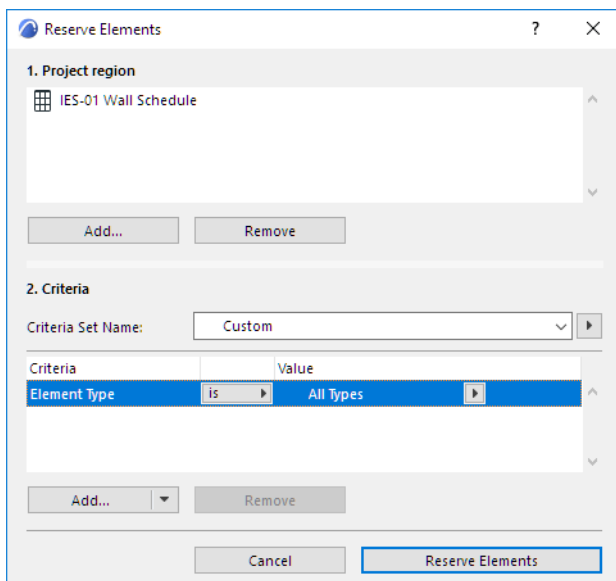 Reserve Elements ?
1. Project region
IES-01 Wall Schedule
Add... Remove
2. Criteria
Criteria Set Name: Custom
Criteria Value
Element Type is All Types
Add... Remove
Cancel Reserve Elements